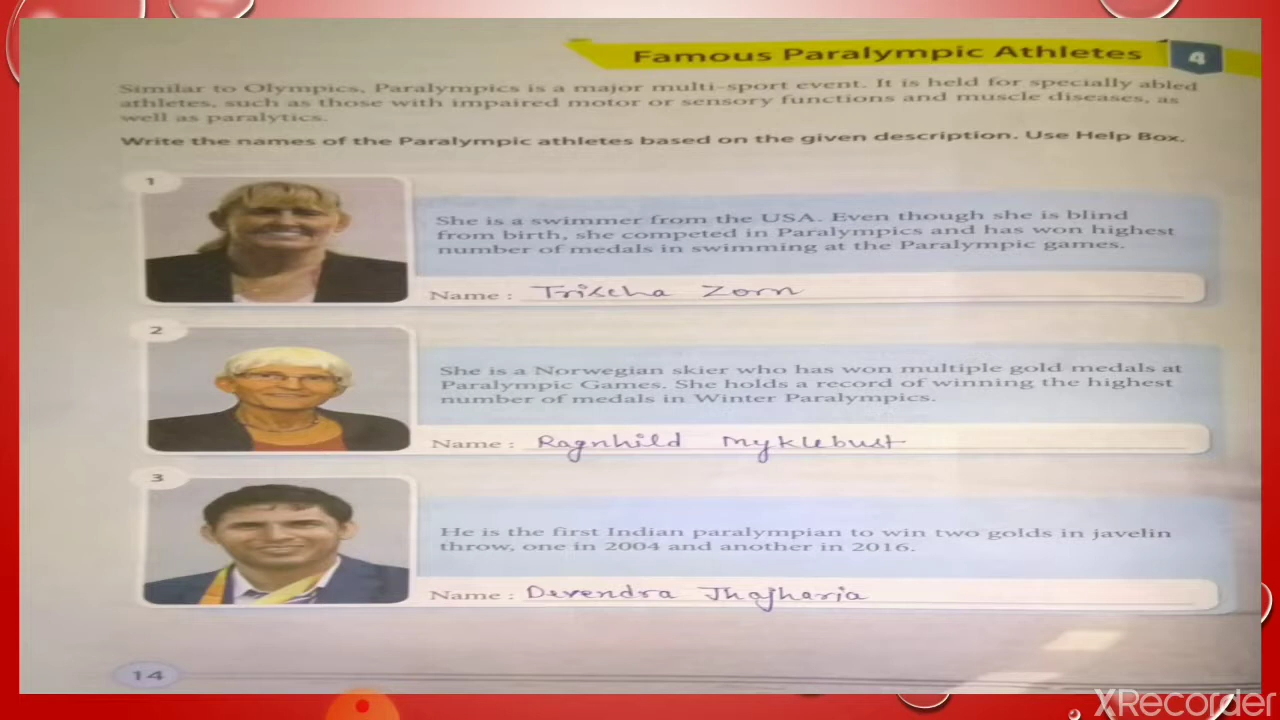 Famous Paralympic Athletes 4
Similar to Olympics, Paralympics is a major multi-sport event. It is held for specially abled
athletes, such as those with impaired motor or sensory functions and muscle diseases, as
well as paralytics.
Write the names of the Paralympic athletes based on the given description. Use Help Box.
1
She is a swimmer from the USA. Even though she is blind
from birth, she competed in Paralympics and has won highest
number of medals in swimming at the Paralympic games.
Name : Trischa Zorn
2
She is a Norwegian skier who has won multiple gold medals at
Paralympic Games. She holds a record of winning the highest
number of medals in Winter Paralympics.
Name : Ragnhild Myklebust
3
He is the first Indian paralympian to win two golds in javelin
throw, one in 2004 and another in 2016.
Name : Devendra Jhajharia
14
XRecorder